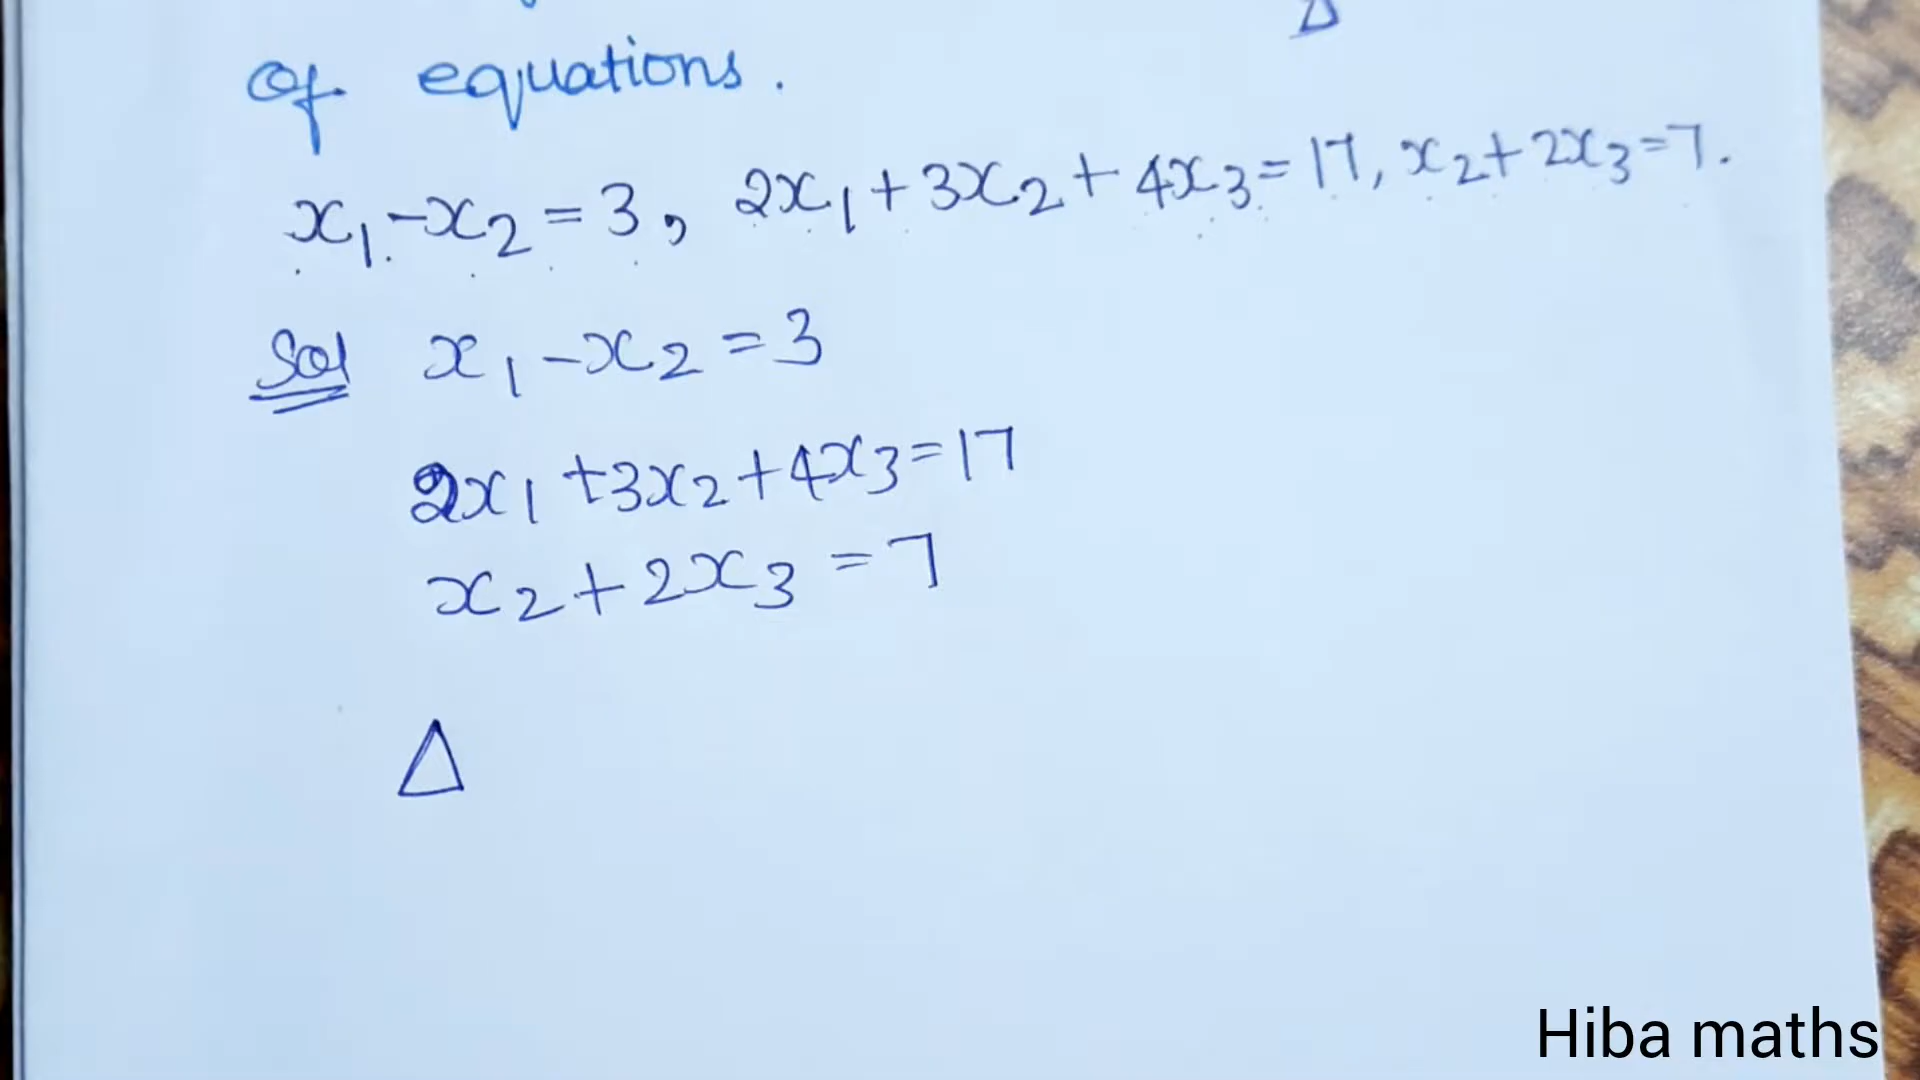 Δ
of equations.
x₁-x₂=3, 2x₁+3x₂+4x₃=17, x₂+2x₃=7.
Sol x₁-x₂=3
2x₁+3x₂+4x₃=17
x₂+2x₃=7
Δ
Hiba maths